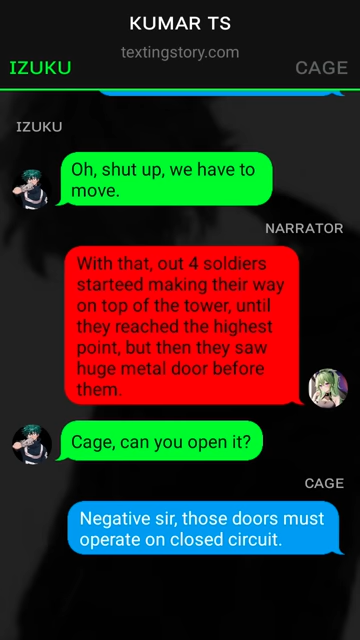 KUMAR TS
textingstory.com
IZUKU
CAGE
IZUKU
Oh, shut up, we have to
move.
NARRATOR
With that, out 4 soldiers
starteed making their way
on top of the tower, until
they reached the highest
point, but then they saw
huge metal door before
them.
Cage, can you open it?
CAGE
Negative sir, those doors must
operate on closed circuit.